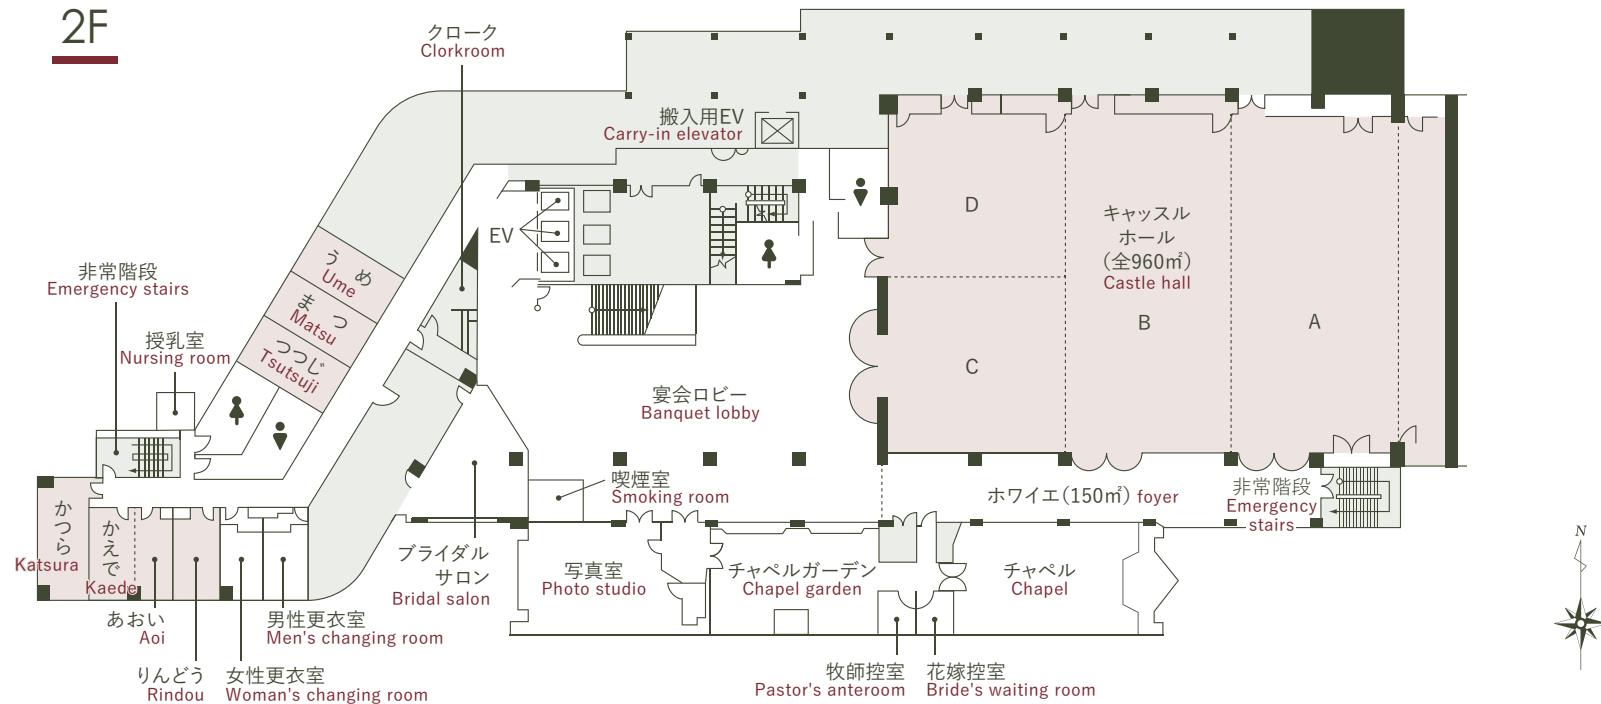 2F
クローク
Clorkroom
搬入用EV
Carry-in elevator
EV
非常階段
Emergency stairs
授乳室
Nursing room
うめ
Ume
まつ
Matsu
つつじ
Tsutsuji
D
キャッスル
ホール
(全960㎡)
Castle hall
B
A
C
宴会ロビー
Banquet lobby
喫煙室
Smoking room
ホワイエ(150㎡) foyer
非常階段
Emergency
stairs
かつら
Katsura
かえで
Kaede
あおい
Aoi
りんどう
Rindou
男性更衣室
Men's changing room
女性更衣室
Woman's changing room
ブライダル
サロン
Bridal salon
写真室
Photo studio
チャペルガーデン
Chapel garden
チャペル
Chapel
牧師控室
Pastor's anteroom
花嫁控室
Bride's waiting room
N